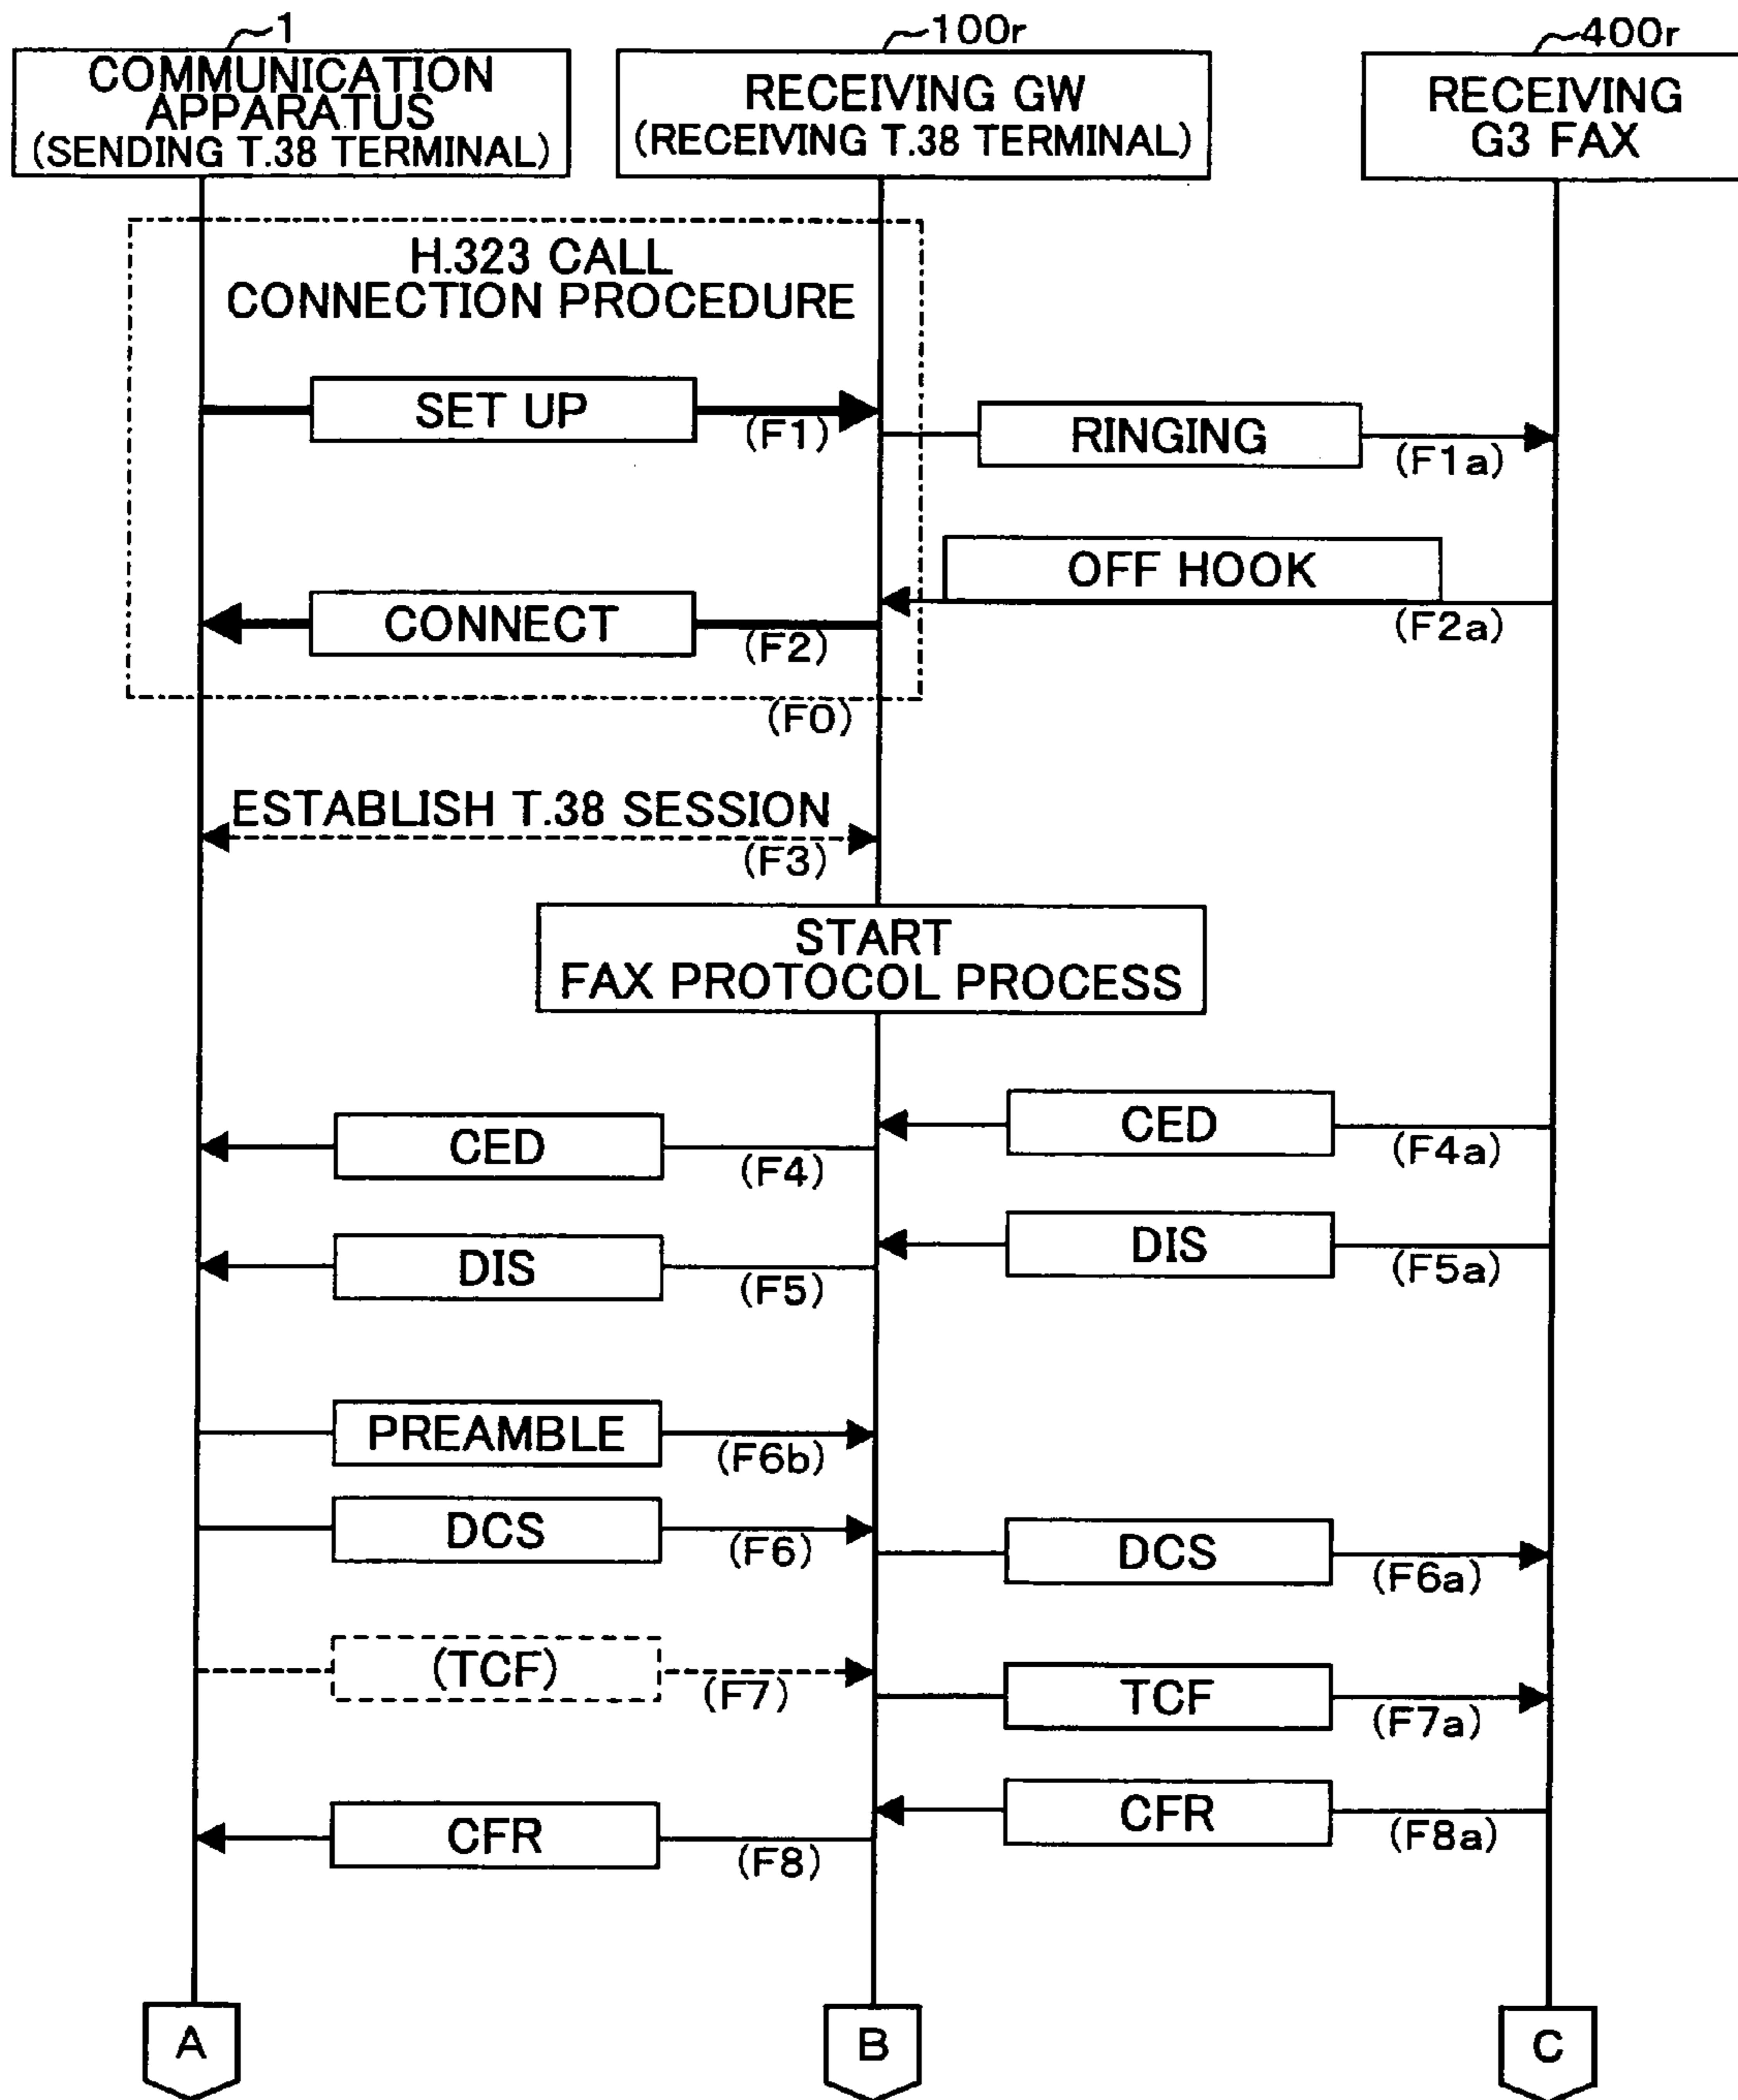 1
COMMUNICATION
APPARATUS
(SENDING T.38 TERMINAL)
100r
RECEIVING GW
(RECEIVING T.38 TERMINAL)
400r
RECEIVING
G3 FAX
H.323 CALL
CONNECTION PROCEDURE
SET UP
(F1)
RINGING
(F1a)
OFF HOOK
(F2a)
CONNECT
(F2)
(F0)
ESTABLISH T.38 SESSION
(F3)
START
FAX PROTOCOL PROCESS
CED
(F4a)
CED
(F4)
DIS
(F5a)
DIS
(F5)
PREAMBLE
(F6b)
DCS
(F6)
DCS
(F6a)
(TCF)
(F7)
TCF
(F7a)
CFR
(F8a)
CFR
(F8)
A
B
C